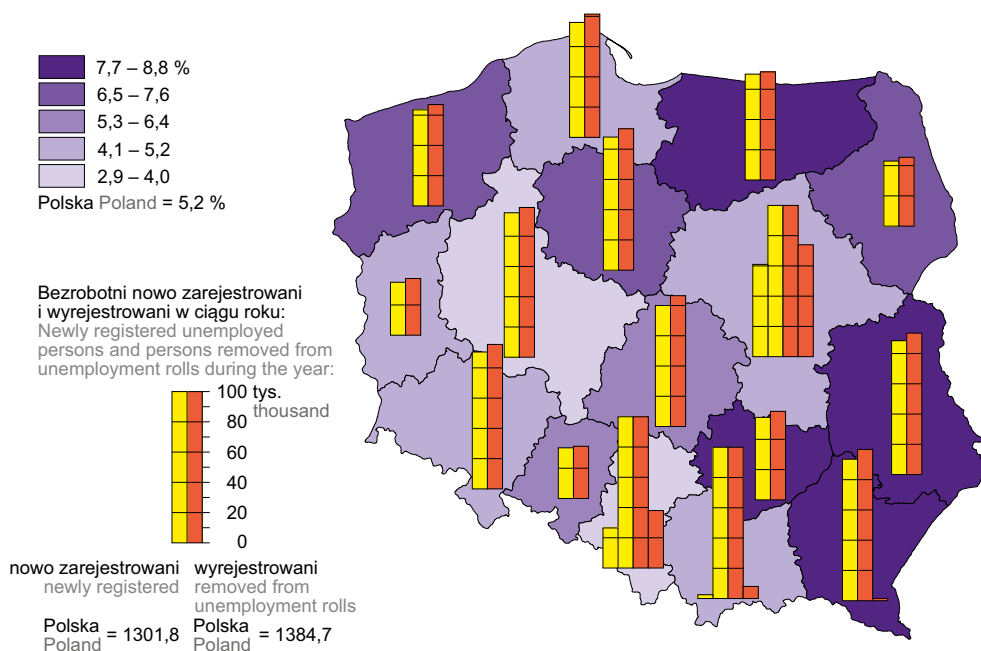 7,7 – 8,8 %
6,5 – 7,6
5,3 – 6,4
4,1 – 5,2
2,9 – 4,0
Polska Poland = 5,2 %
Bezrobotni nowo zarejestrowani
i wyrejestrowani w ciągu roku:
Newly registered unemployed
persons and persons removed from
unemployment rolls during the year:
100 tys.
thousand
80
60
40
20
0
nowo zarejestrowani
newly registered
Polska
Poland = 1301,8
wyrejestrowani
removed from
unemployment rolls
Polska
Poland = 1384,7